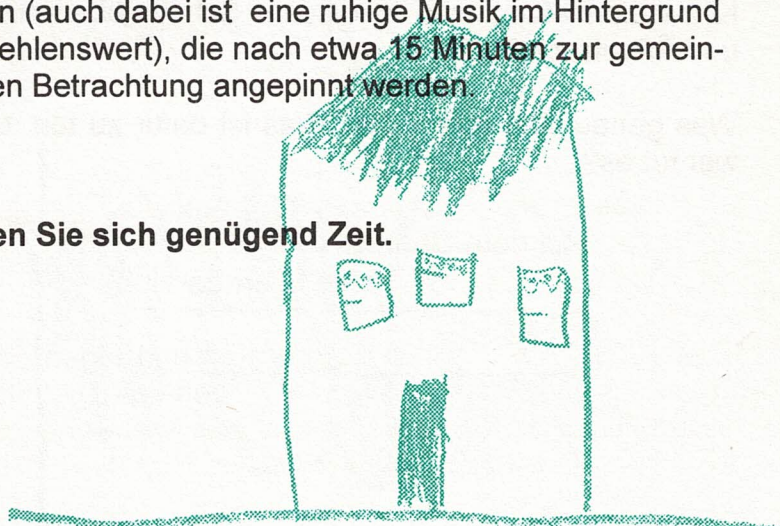 n (auch dabei ist eine ruhige Musik im Hintergrund
ehlenswert), die nach etwa 15 Minuten zur gemein-
en Betrachtung angepinnt werden.
en Sie sich genügend Zeit.